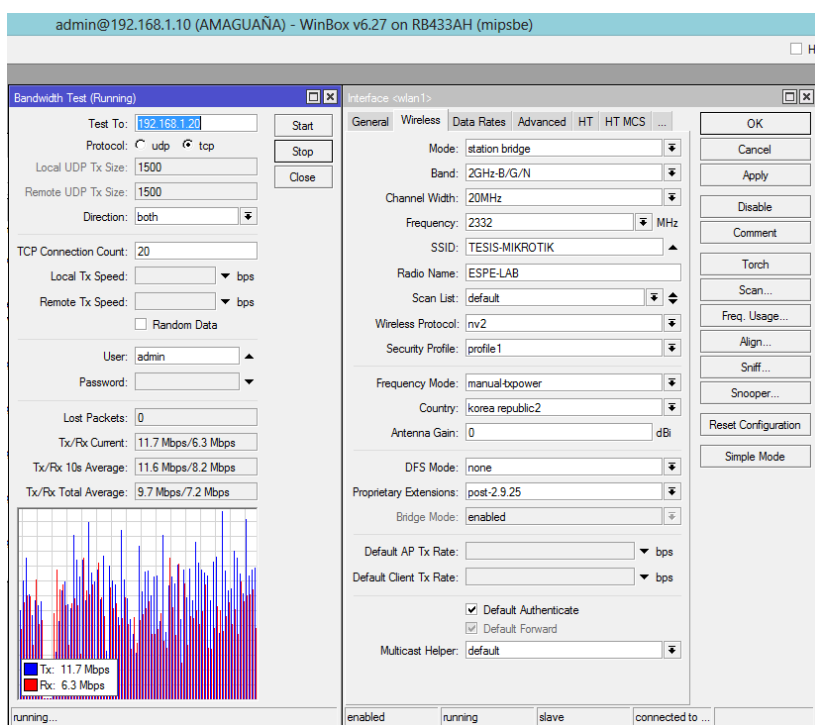 admin@192.168.1.10 (AMAGUAÑA) - WinBox v6.27 on RB433AH (mipsbe)
H
Bandwidth Test (Running)
Test To: 192.168.1.20
Protocol: udp tcp
Local UDP Tx Size: 1500
Remote UDP Tx Size: 1500
Direction: both
TCP Connection Count: 20
Local Tx Speed: bps
Remote Tx Speed: bps
Random Data
User: admin
Password:
Lost Packets: 0
Tx/Rx Current: 11.7 Mbps/6.3 Mbps
Tx/Rx 10s Average: 11.6 Mbps/8.2 Mbps
Tx/Rx Total Average: 9.7 Mbps/7.2 Mbps
Tx: 11.7 Mbps
Rx: 6.3 Mbps
running...
Start
Stop
Close
Interface <wlan1>
General Wireless Data Rates Advanced HT HT MCS ...
Mode: station bridge
Band: 2GHz-B/G/N
Channel Width: 20MHz
Frequency: 2332 MHz
SSID: TESIS-MIKROTIK
Radio Name: ESPE-LAB
Scan List: default
Wireless Protocol: nv2
Security Profile: profile1
Frequency Mode: manual-txpower
Country: korea republic2
Antenna Gain: 0 dBi
DFS Mode: none
Proprietary Extensions: post-2.9.25
Bridge Mode: enabled
Default AP Tx Rate: bps
Default Client Tx Rate: bps
Default Authenticate
Default Forward
Multicast Helper: default
enabled running slave connected to ...
OK
Cancel
Apply
Disable
Comment
Torch
Scan...
Freq. Usage...
Align...
Sniff...
Snooper...
Reset Configuration
Simple Mode